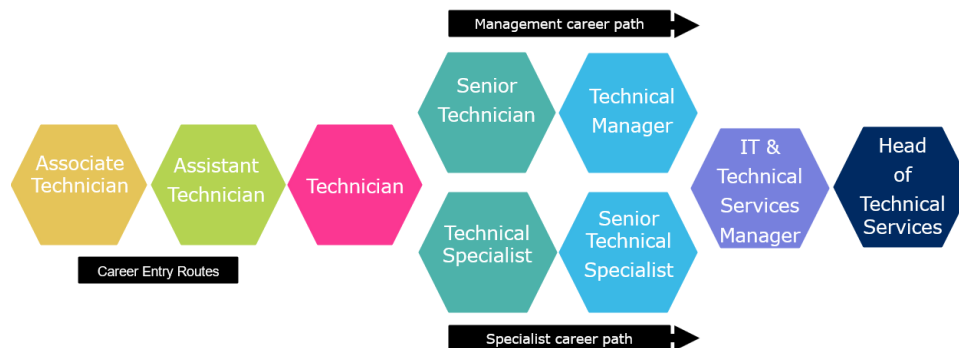 Management career path
Senior
Technician
Technical
Manager
Associate
Technician
Assistant
Technician
Technician
IT &
Technical
Services
Manager
Head
of
Technical
Services
Technical
Specialist
Senior
Technical
Specialist
Career Entry Routes
Specialist career path